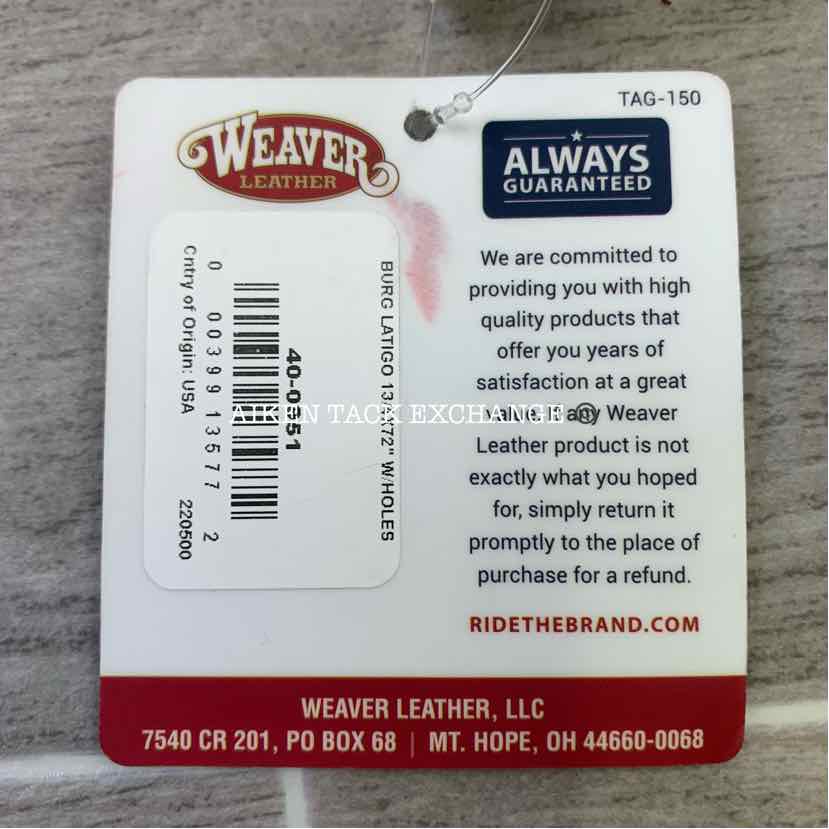 TAG-150
WEAVER
LEATHER
ALWAYS
GUARANTEED
BURG LATIGO 13/ X72" W/HOLES
40-0951
0 00399 13577 2
Cntry of Origin: USA
220500
We are committed to
providing you with high
quality products that
offer you years of
satisfaction at a great
value. If any Weaver
Leather product is not
exactly what you hoped
for, simply return it
promptly to the place of
purchase for a refund.
RIDETHEBRAND.COM
AIKEN TACK EXCHANGE ©
WEAVER LEATHER, LLC
7540 CR 201, PO BOX 68 | MT. HOPE, OH 44660-0068